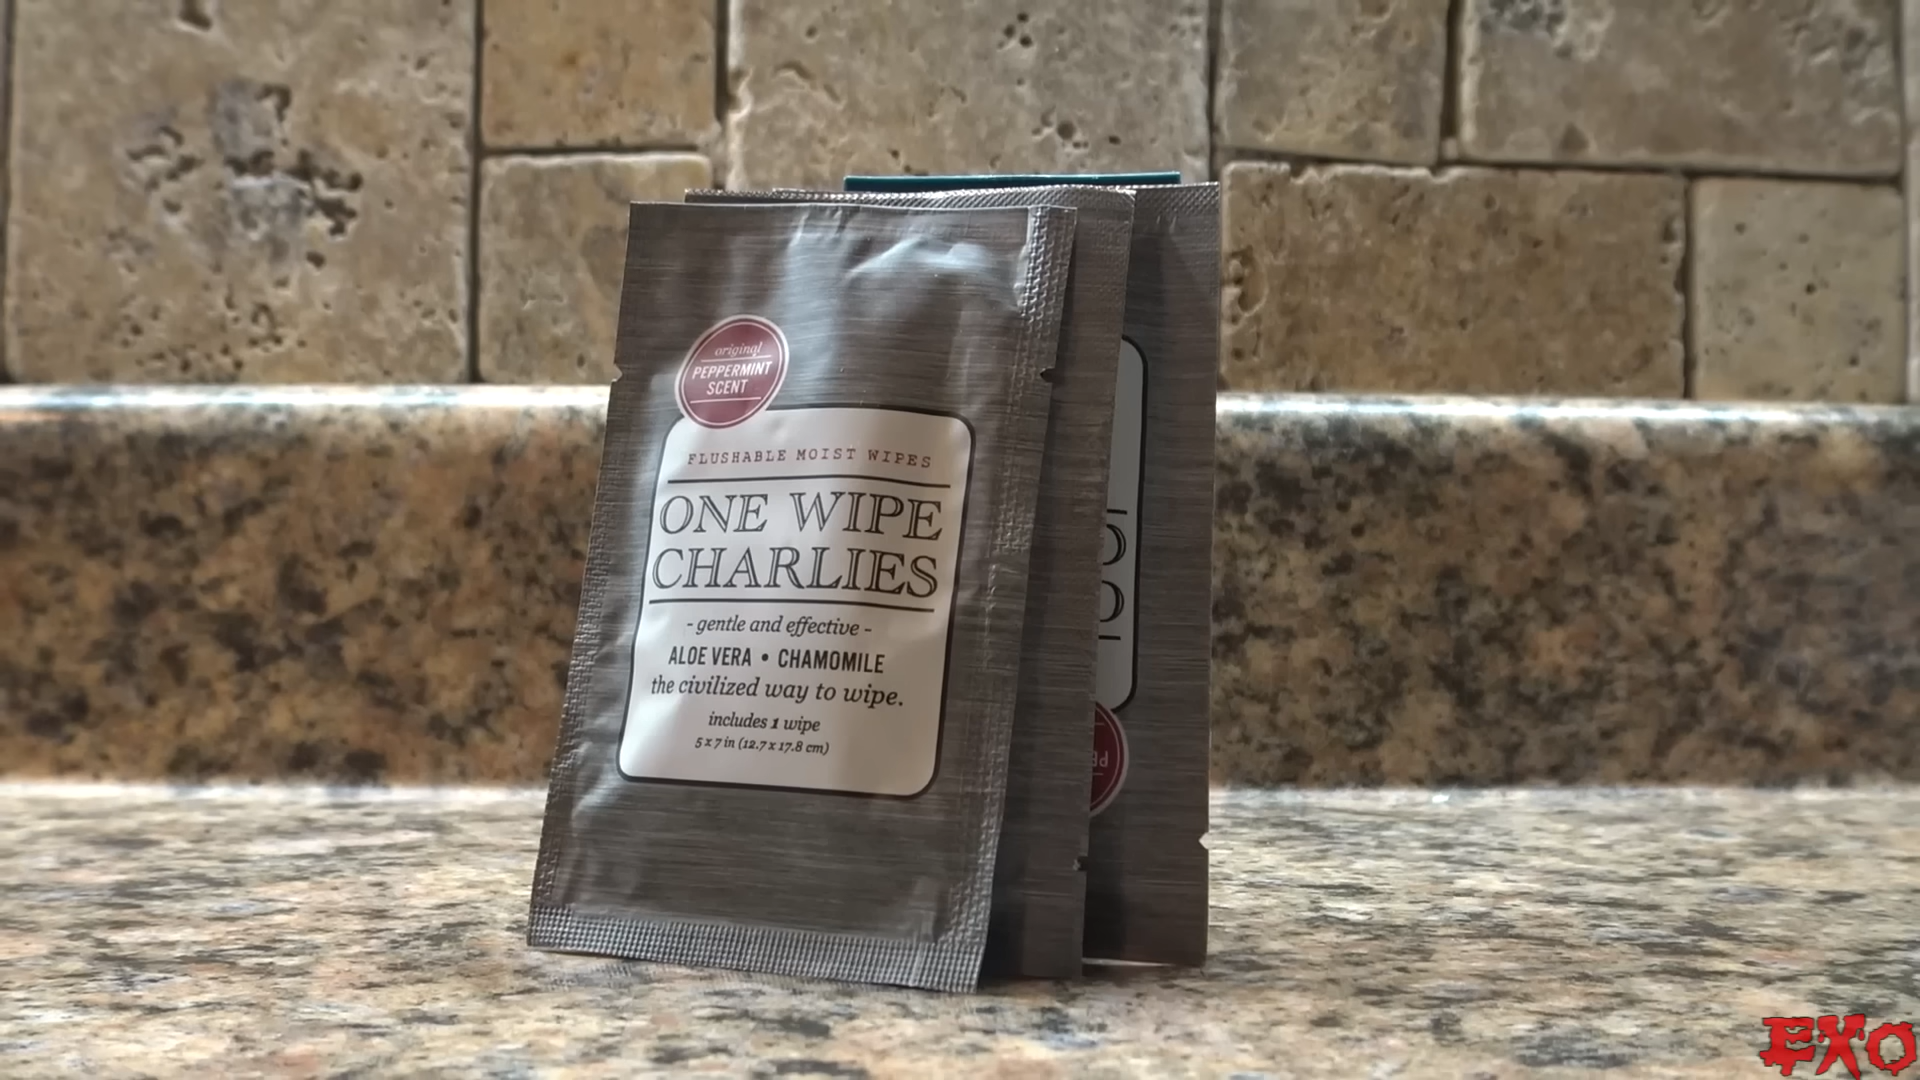 original
PEPPERMINT
SCENT
FLUSHABLE MOIST WIPES
ONE WIPE
CHARLIES
- gentle and effective -
ALOE VERA • CHAMOMILE
the civilized way to wipe.
includes 1 wipe
5 x 7 in (12.7 x 17.8 cm)
EXO